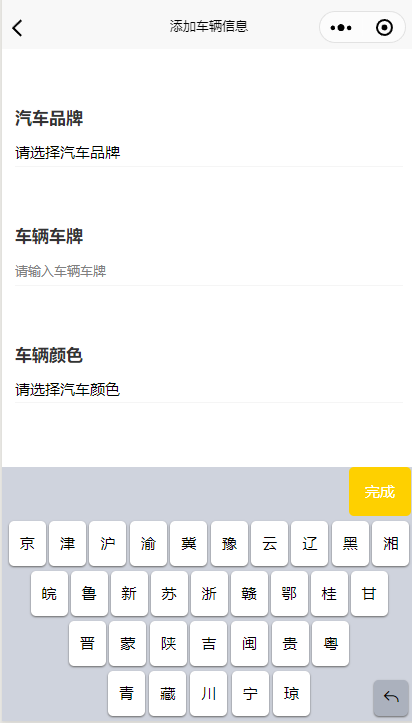 添加车辆信息
汽车品牌
请选择汽车品牌
车辆车牌
请输入车辆车牌
车辆颜色
请选择汽车颜色
完成
京 津 沪 渝 冀 豫 云 辽 黑 湘
皖 鲁 新 苏 浙 赣 鄂 桂 甘
晋 蒙 陕 吉 闽 贵 粤
青 藏 川 宁 琼